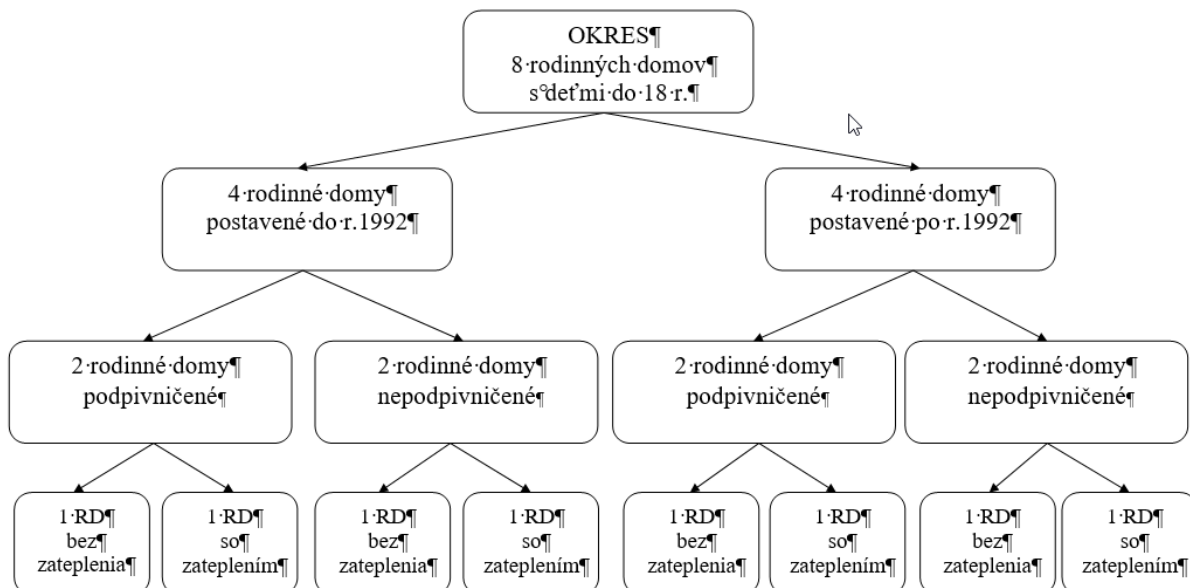 OKRES¶
8·rodinných·domov¶
s°deťmi·do·18·r.¶
4·rodinné·domy¶
postavené·do·r.1992¶
4·rodinné·domy¶
postavené·po·r.1992¶
2·rodinné·domy¶
podpivničené¶
2·rodinné·domy¶
nepodpivničené¶
2·rodinné·domy¶
podpivničené¶
2·rodinné·domy¶
nepodpivničené¶
1·RD¶
bez¶
zateplenia¶
1·RD¶
so¶
zateplením¶
1·RD¶
bez¶
zateplenia¶
1·RD¶
so¶
zateplením¶
1·RD¶
bez¶
zateplenia¶
1·RD¶
so¶
zateplením¶
1·RD¶
bez¶
zateplenia¶
1·RD¶
so¶
zateplením¶